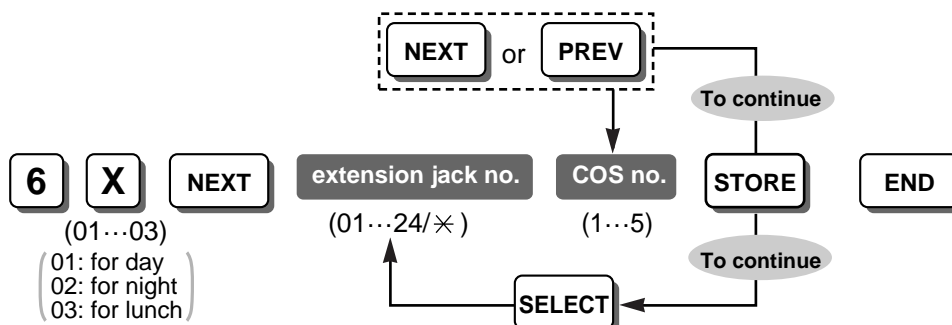 NEXT or PREV
To continue
6 X NEXT extension jack no. COS no. STORE END
(01···03) (01···24/✳) (1···5)
01: for day
02: for night
03: for lunch
To continue
SELECT